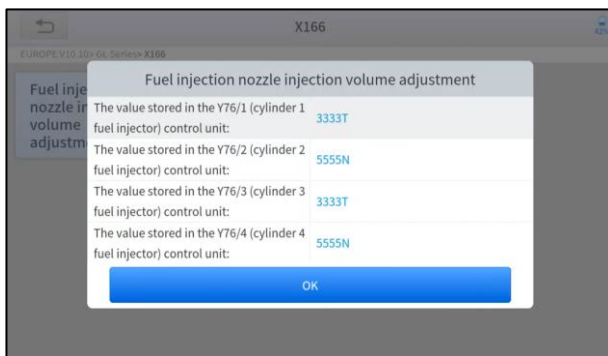 X166
42%
EUROPE V10.10> GL Series> X166
Fuel inje
nozzle in
volume
adjustm
Fuel injection nozzle injection volume adjustment
The value stored in the Y76/1 (cylinder 1
fuel injector) control unit:
3333T
The value stored in the Y76/2 (cylinder 2
fuel injector) control unit:
5555N
The value stored in the Y76/3 (cylinder 3
fuel injector) control unit:
3333T
The value stored in the Y76/4 (cylinder 4
fuel injector) control unit:
5555N
OK